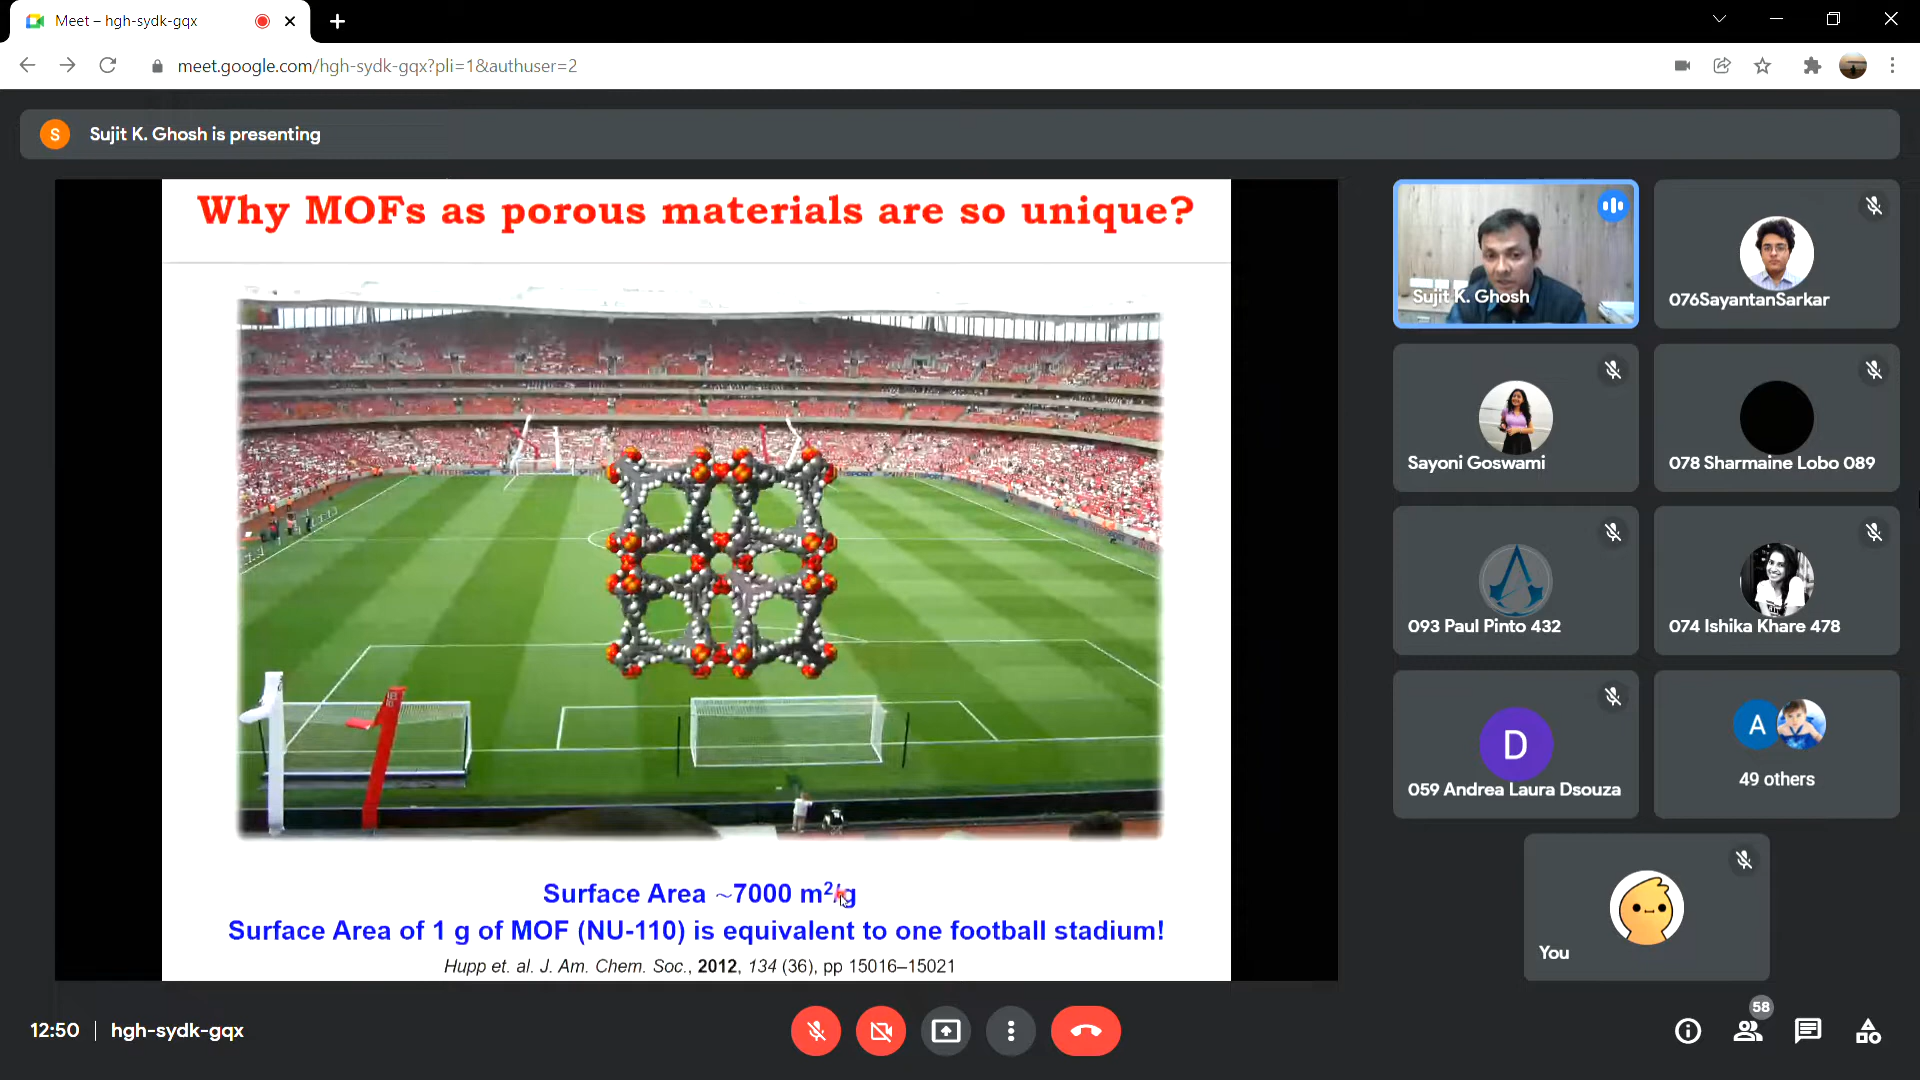 Meet – hgh-sydk-gqx
meet.google.com/hgh-sydk-gqx?pli=1&authuser=2
S
Sujit K. Ghosh is presenting
Why MOFs as porous materials are so unique?
INTERSPORT
INTERSPORT
Surface Area ~7000 m²/g
Surface Area of 1 g of MOF (NU-110) is equivalent to one football stadium!
Hupp et. al. J. Am. Chem. Soc., 2012, 134 (36), pp 15016–15021
Sujit K. Ghosh
076SayantanSarkar
Sayoni Goswami
078 Sharmaine Lobo 089
093 Paul Pinto 432
074 Ishika Khare 478
D
059 Andrea Laura Dsouza
A
49 others
You
12:50 | hgh-sydk-gqx
58